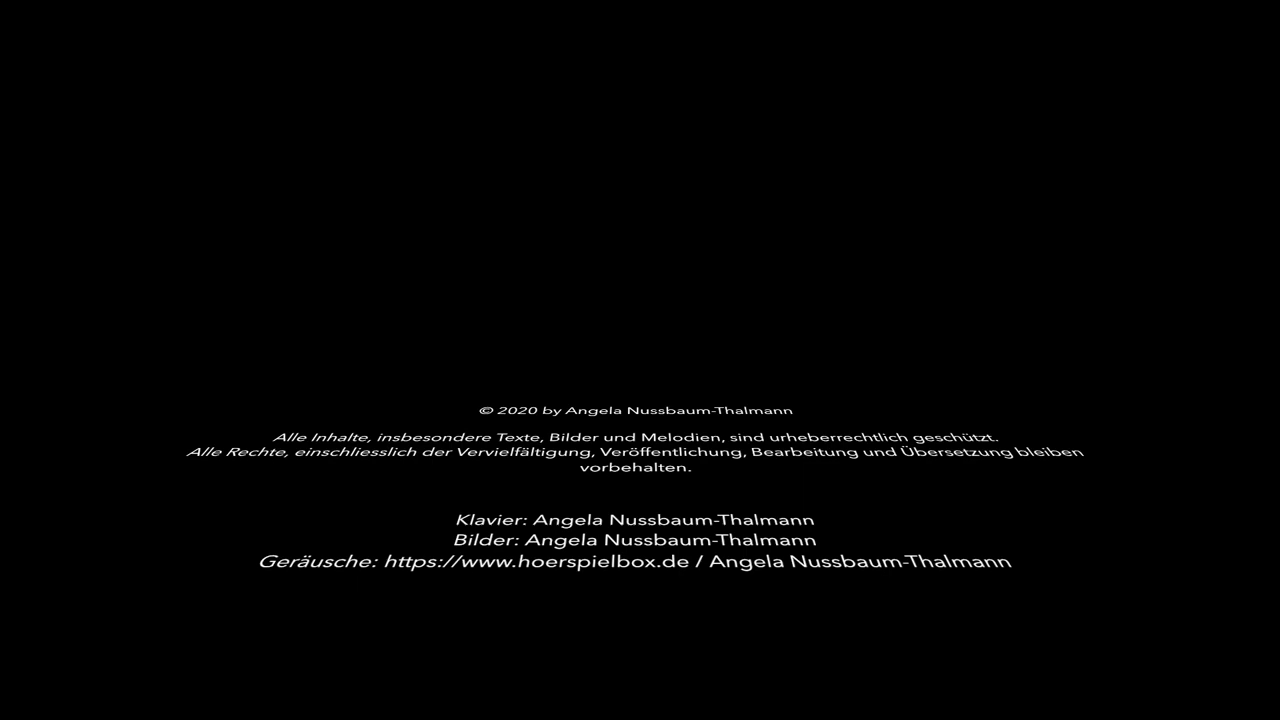 © 2020 by Angela Nussbaum-Thalmann
Alle Inhalte, insbesondere Texte, Bilder und Melodien, sind urheberrechtlich geschützt.
Alle Rechte, einschliesslich der Vervielfältigung, Veröffentlichung, Bearbeitung und Übersetzung bleiben
vorbehalten.
Klavier: Angela Nussbaum-Thalmann
Bilder: Angela Nussbaum-Thalmann
Geräusche: https://www.hoerspielbox.de / Angela Nussbaum-Thalmann